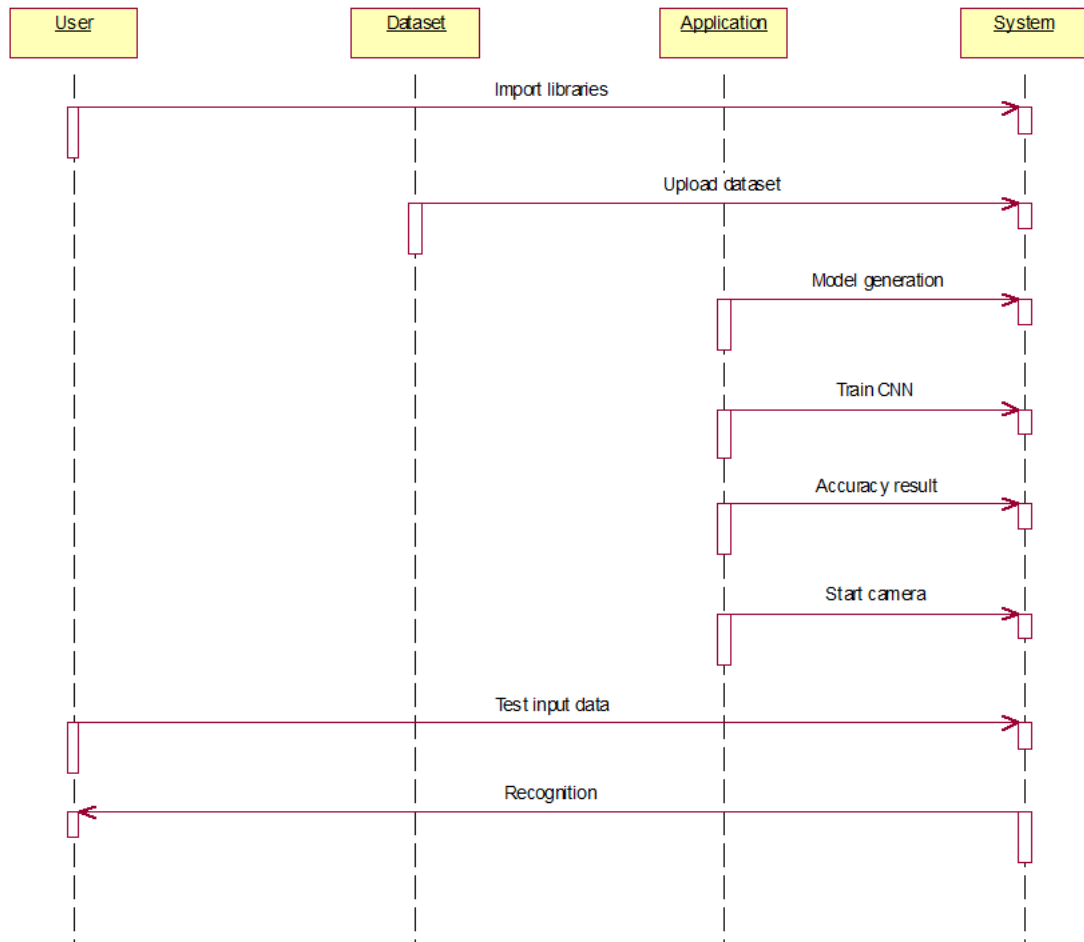 User
Dataset
Application
System
Import libraries
Upload dataset
Model generation
Train CNN
Accuracy result
Start camera
Test input data
Recognition